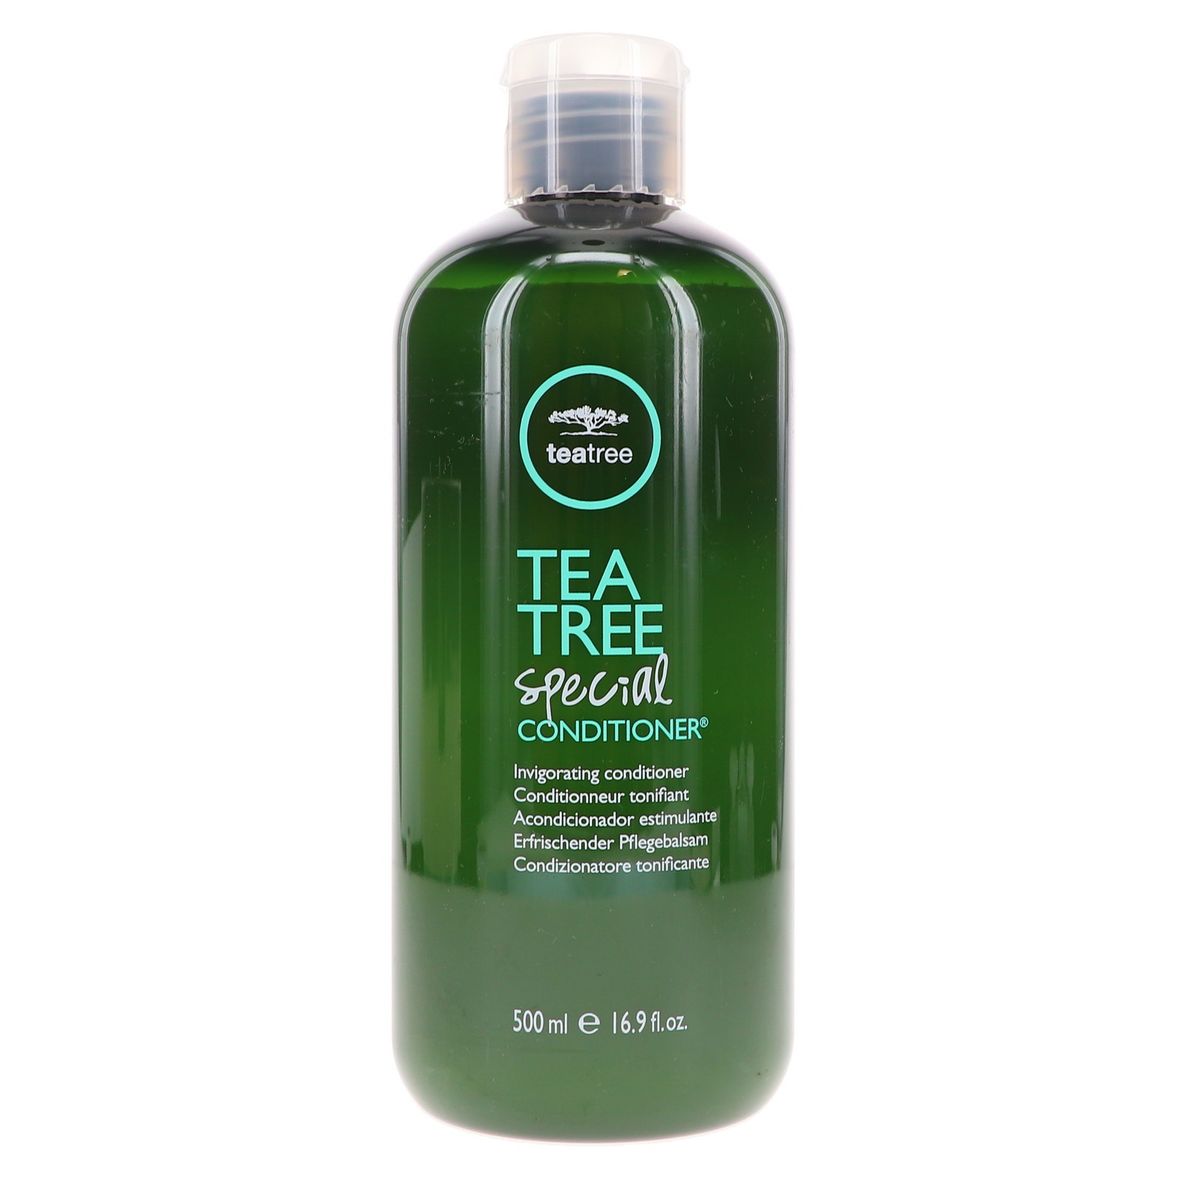 teatree
TEA
TREE
special
CONDITIONER®
Invigorating conditioner
Conditionneur tonifiant
Acondicionador estimulante
Erfrischender Pflegebalsam
Condizionatore tonificante
500 ml ℮ 16.9 fl. oz.